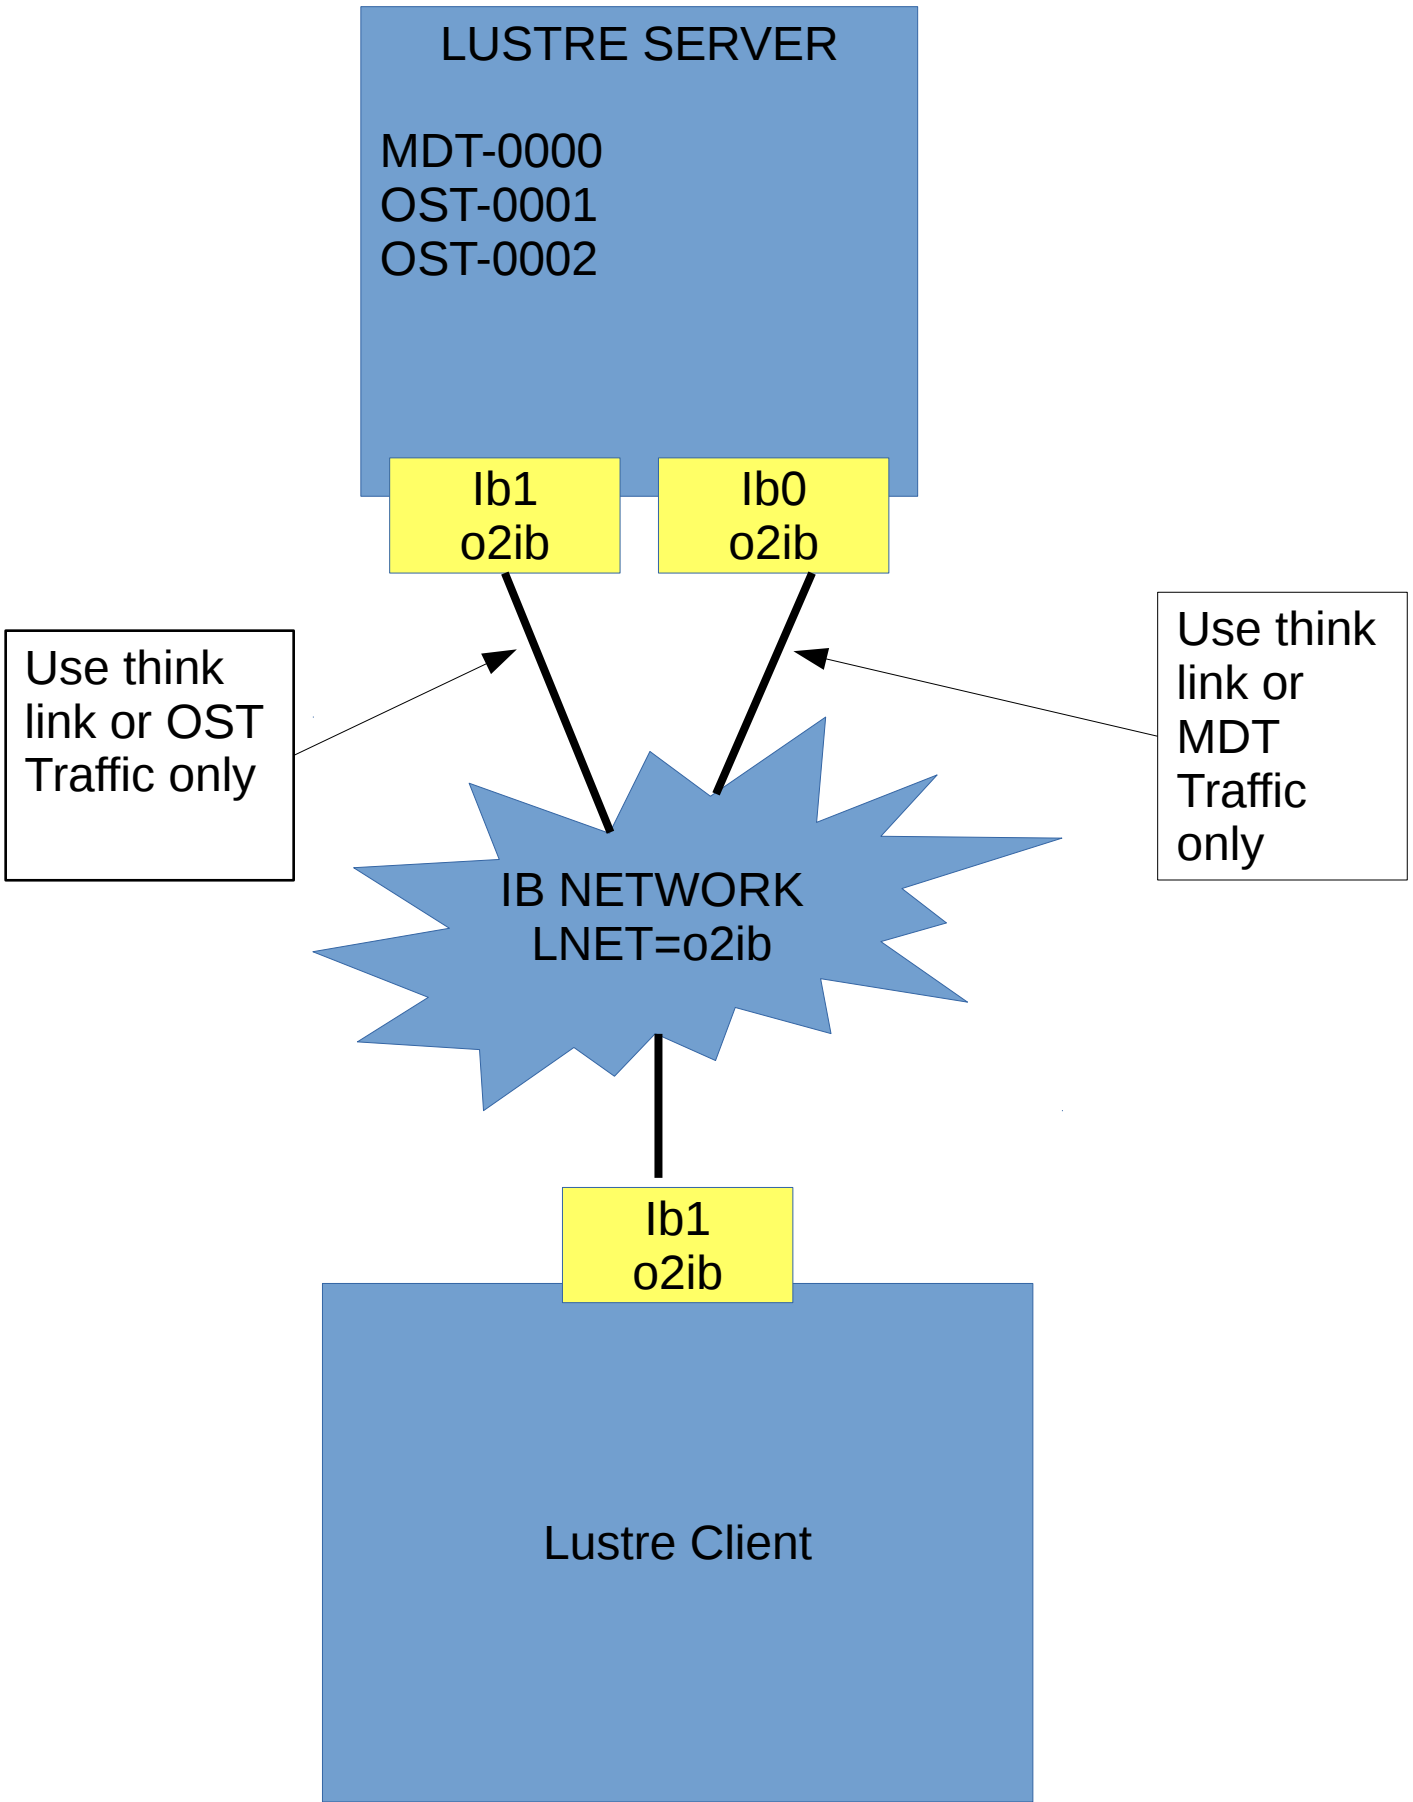 LUSTRE SERVER
MDT-0000
OST-0001
OST-0002
Ib1
o2ib
Ib0
o2ib
Use think
link or OST
Traffic only
Use think
link or
MDT
Traffic
only
IB NETWORK
LNET=o2ib
Ib1
o2ib
Lustre Client